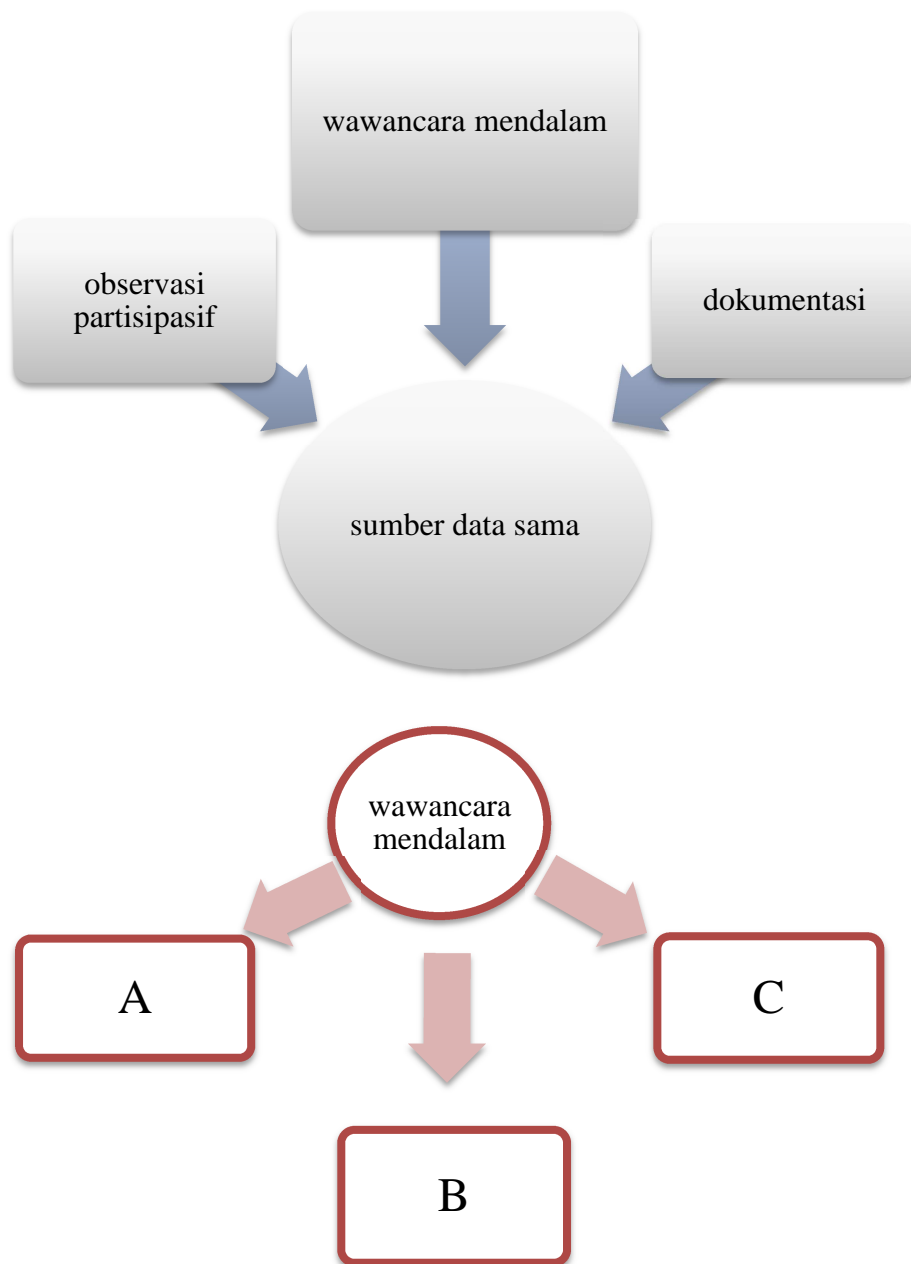 wawancara mendalam
observasi
partisipasif
dokumentasi
sumber data sama
wawancara
mendalam
A
C
B